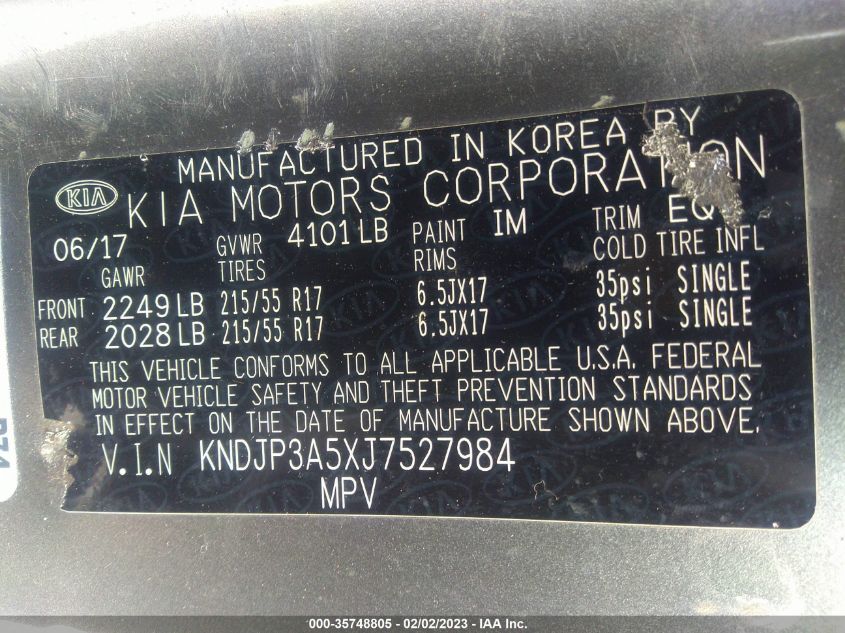 MANUFACTURED IN KOREA BY
KIA KIA MOTORS CORPORATION
06/17 GVWR 4101 LB PAINT IM TRIM
GAWR TIRES RIMS COLD TIRE INFL
FRONT 2249 LB 215/55 R17 6.5JX17 35psi SINGLE
REAR 2028 LB 215/55 R17 6.5JX17 35psi SINGLE
THIS VEHICLE CONFORMS TO ALL APPLICABLE U.S.A. FEDERAL
MOTOR VEHICLE SAFETY AND THEFT PREVENTION STANDARDS
IN EFFECT ON THE DATE OF MANUFACTURE SHOWN ABOVE.
V.I.N KNDJP3A5XJ7527984
MPV
000-35748805 - 02/02/2023 - IAA Inc.